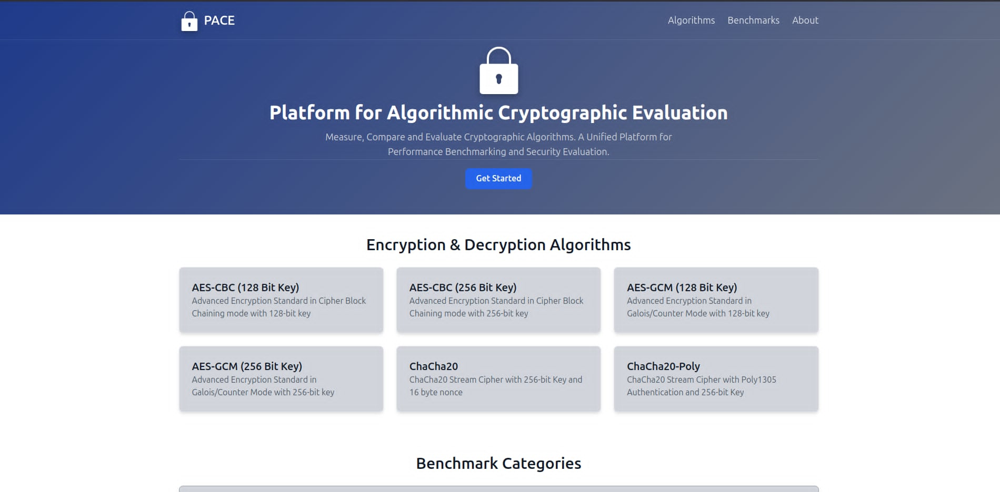 PACE
Algorithms Benchmarks About
Platform for Algorithmic Cryptographic Evaluation
Measure, Compare and Evaluate Cryptographic Algorithms. A Unified Platform for
Performance Benchmarking and Security Evaluation.
Get Started
Encryption & Decryption Algorithms
AES-CBC (128 Bit Key)
Advanced Encryption Standard in Cipher Block
Chaining mode with 128-bit key
AES-CBC (256 Bit Key)
Advanced Encryption Standard in Cipher Block
Chaining mode with 256-bit key
AES-GCM (128 Bit Key)
Advanced Encryption Standard in
Galois/Counter Mode with 128-bit key
AES-GCM (256 Bit Key)
Advanced Encryption Standard in
Galois/Counter Mode with 256-bit key
ChaCha20
ChaCha20 Stream Cipher with 256-bit Key and
16 byte nonce
ChaCha20-Poly
ChaCha20 Stream Cipher with Poly1305
Authentication and 256-bit Key
Benchmark Categories